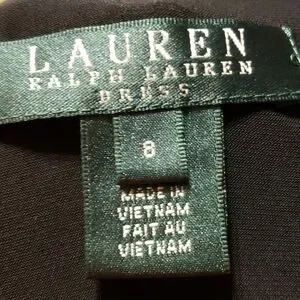 LAUREN
RALPH LAUREN
DRESS
8
MADE IN
VIETNAM
FAIT AU
VIETNAM